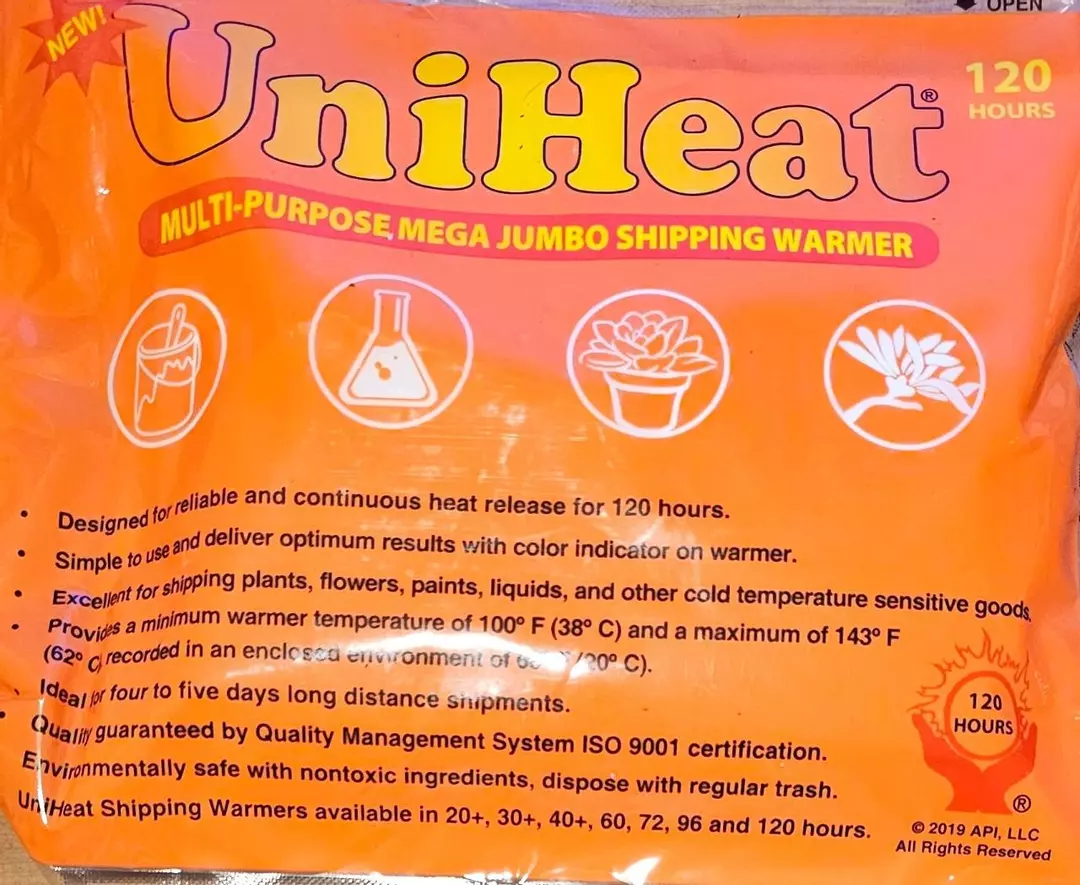 OPEN
NEW!
UniHeat®
120
HOURS
MULTI-PURPOSE, MEGA JUMBO SHIPPING WARMER
• Designed for reliable and continuous heat release for 120 hours.
• Simple to use and deliver optimum results with color indicator on warmer.
• Excellent for shipping plants, flowers, paints, liquids, and other cold temperature sensitive goods.
• Provides a minimum warmer temperature of 100º F (38º C) and a maximum of 143º F
(62º C) recorded in an enclosed environment of /20º C).
Ideal for four to five days long distance shipments.
• Quality guaranteed by Quality Management System ISO 9001 certification.
Environmentally safe with nontoxic ingredients, dispose with regular trash.
UniHeat Shipping Warmers available in 20+, 30+, 40+, 60, 72, 96 and 120 hours.
120
HOURS
®
© 2019 API, LLC
All Rights Reserved